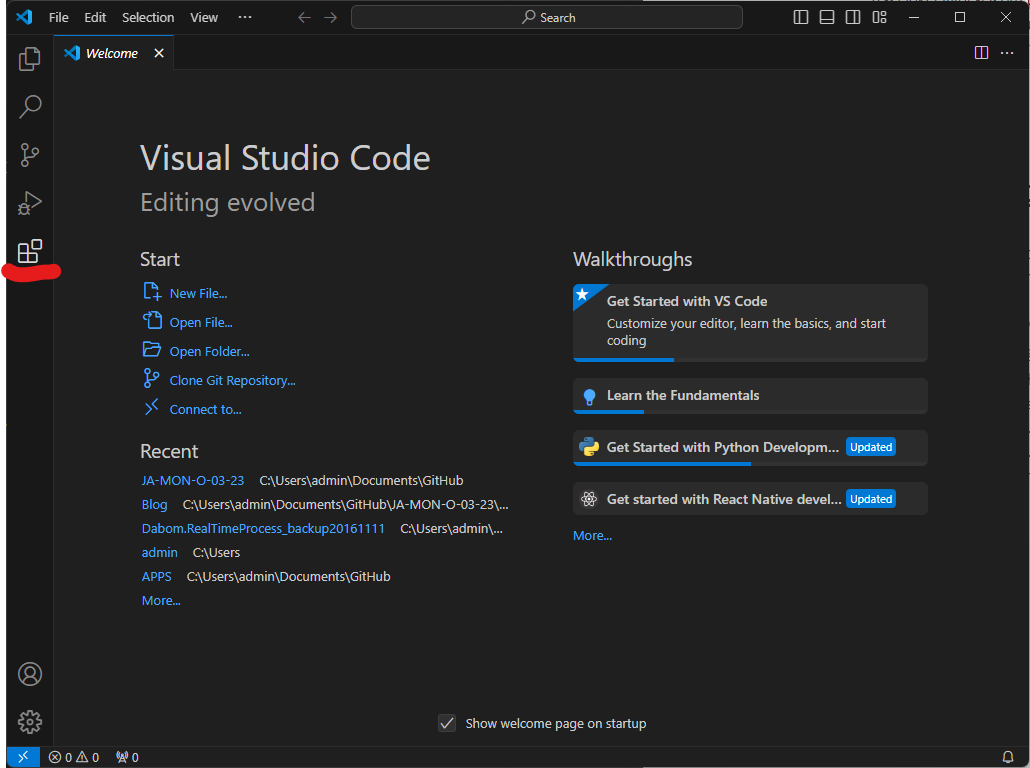 File Edit Selection View ··· Search
Welcome
Visual Studio Code
Editing evolved
Start
New File...
Open File...
Open Folder...
Clone Git Repository...
Connect to...
Recent
JA-MON-O-03-23 C:\Users\admin\Documents\GitHub
Blog C:\Users\admin\Documents\GitHub\JA-MON-O-03-23\...
Dabom.RealTimeProcess_backup20161111 C:\Users\admin\...
admin C:\Users
APPS C:\Users\admin\Documents\GitHub
More...
Walkthroughs
Get Started with VS Code
Customize your editor, learn the basics, and start
coding
Learn the Fundamentals
Get Started with Python Developm... Updated
Get started with React Native devel... Updated
More...
Show welcome page on startup
0 0 0